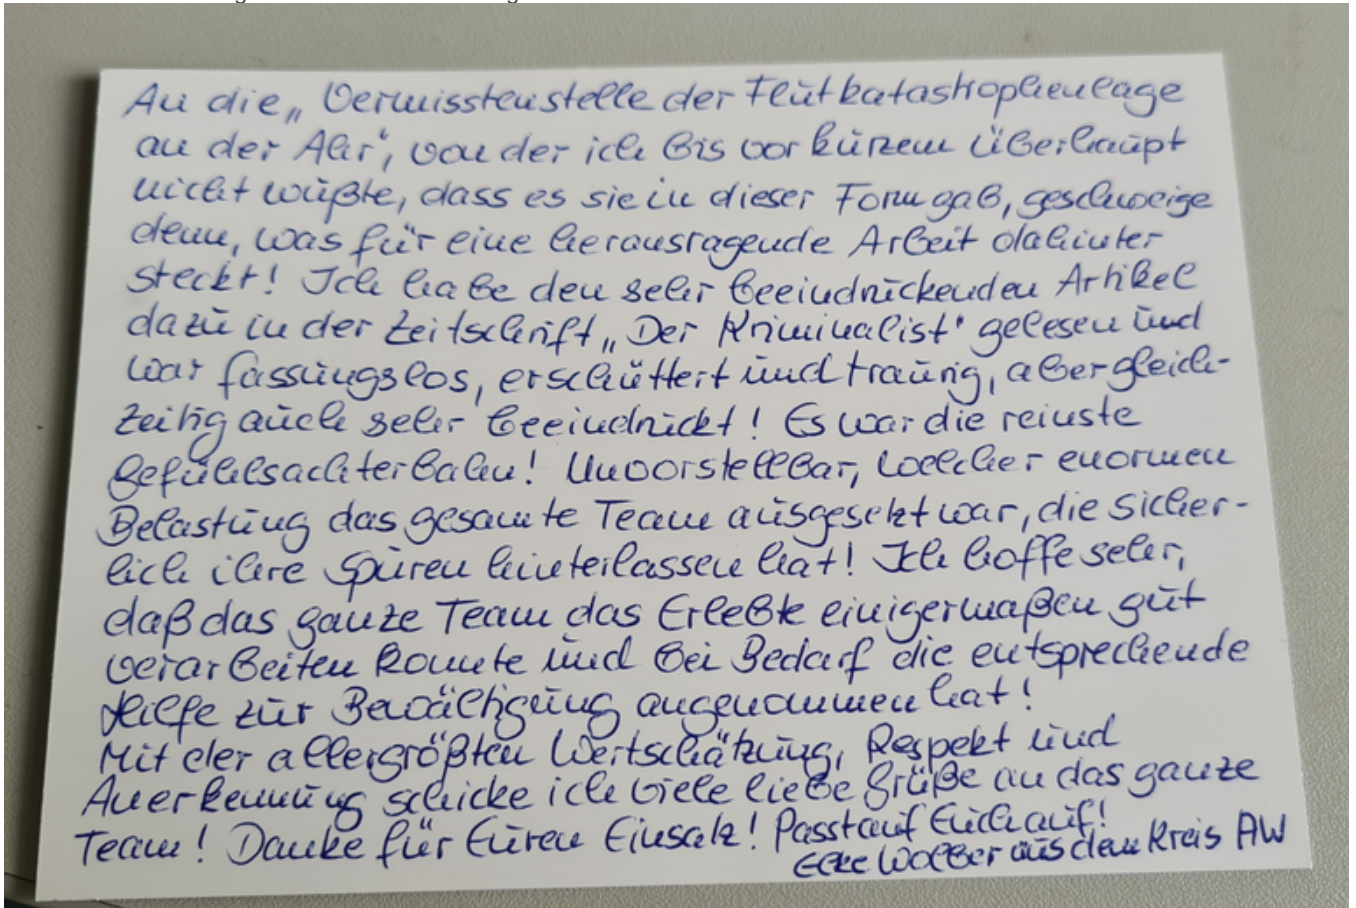 An die „Vermisstenstelle der Flutkatastrophenlage
an der Ahr", von der ich bis vor kurzem überhaupt
nicht wußte, dass es sie in dieser Form gab, geschweige
denn, was für eine herausragende Arbeit dahinter
steckt! Ich habe den sehr beeindruckenden Artikel
dazu in der Zeitschrift „Der Kriminalist" gelesen und
war fassungslos, erschüttert und traurig, aber gleich-
zeitig auch sehr beeindruckt! Es war die reinste
Gefühlsachterbahn! Unvorstellbar, welcher enormen
Belastung das gesamte Team ausgesetzt war, die sicher-
lich ihre Spuren hinterlassen hat! Ich hoffe sehr,
daß das ganze Team das Erlebte einigermaßen gut
verarbeiten konnte und bei Bedarf die entsprechende
Hilfe zur Bewältigung angenommen hat!
Mit der allergrößten Wertschätzung, Respekt und
Anerkennung schicke ich viele liebe Grüße an das ganze
Team! Danke für Euren Einsatz! Passt auf Euch auf!
aus dem Kreis AW